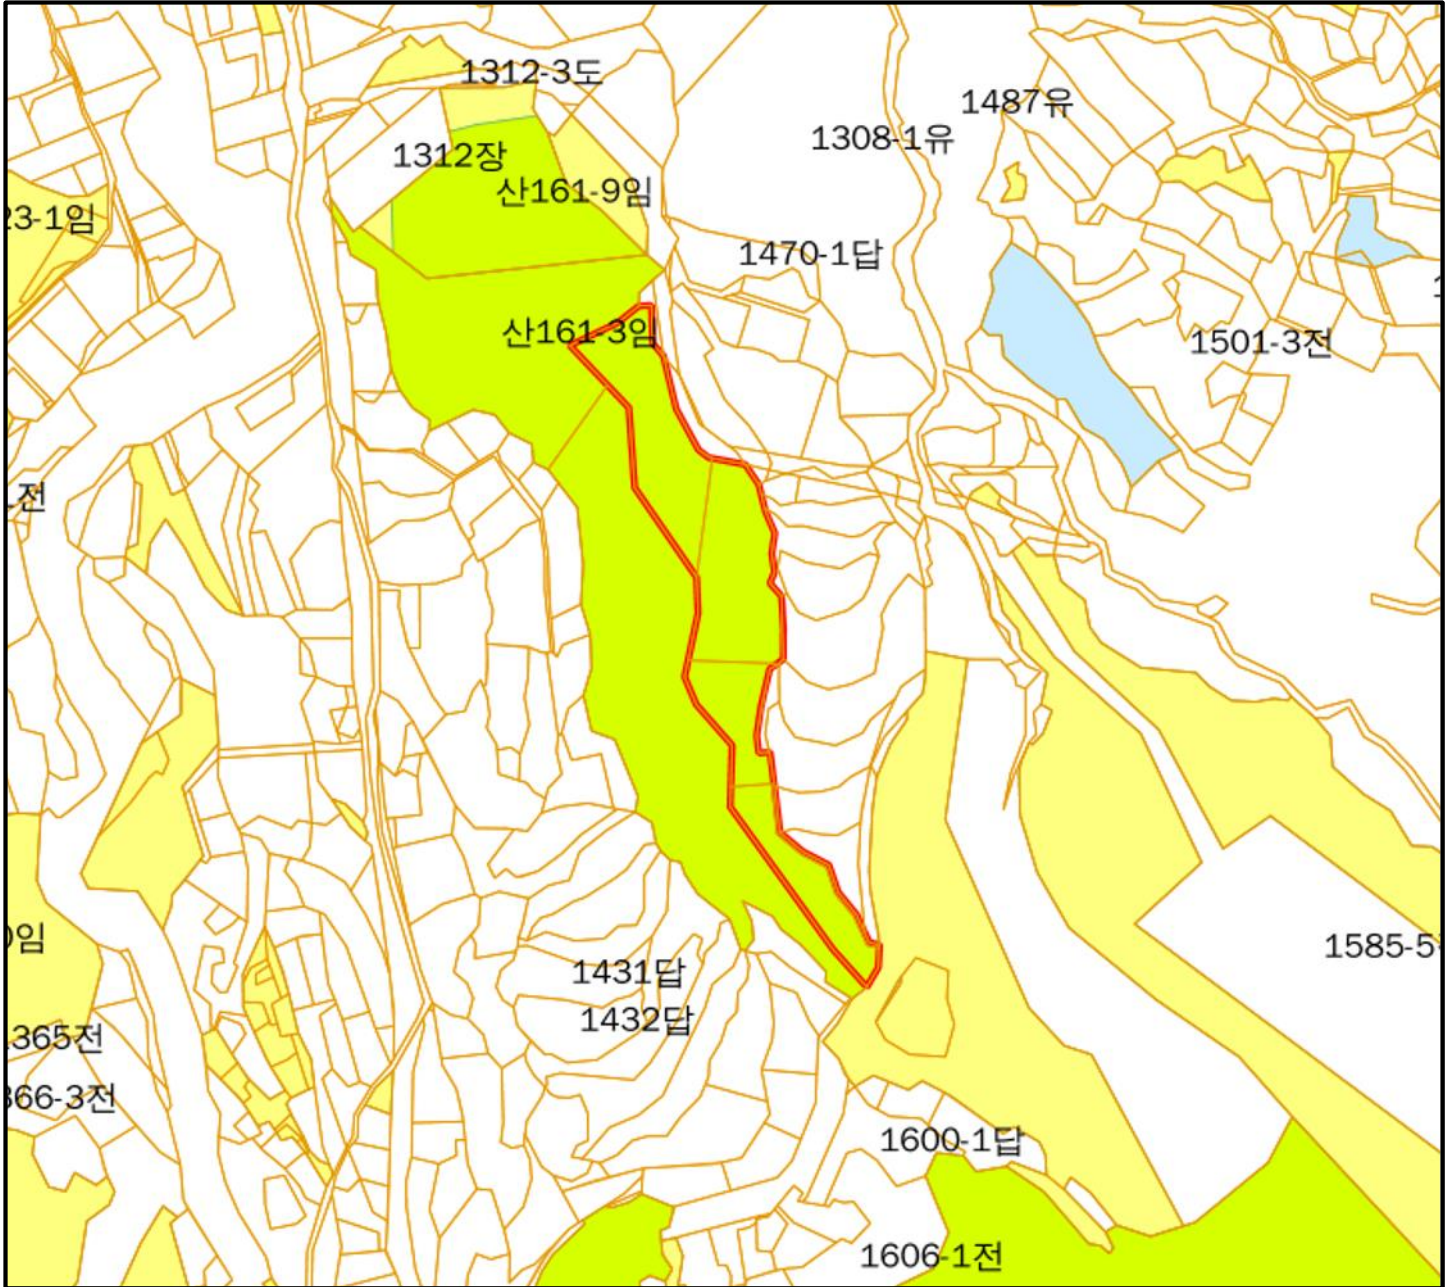 1312-3도
1487유
1308-1유
1312장
산161-9임
23-1임
1470-1답
산161-3임
1501-3전
전
1585-5
임
1431답
1432답
365전
366-3전
1600-1답
1606-1전